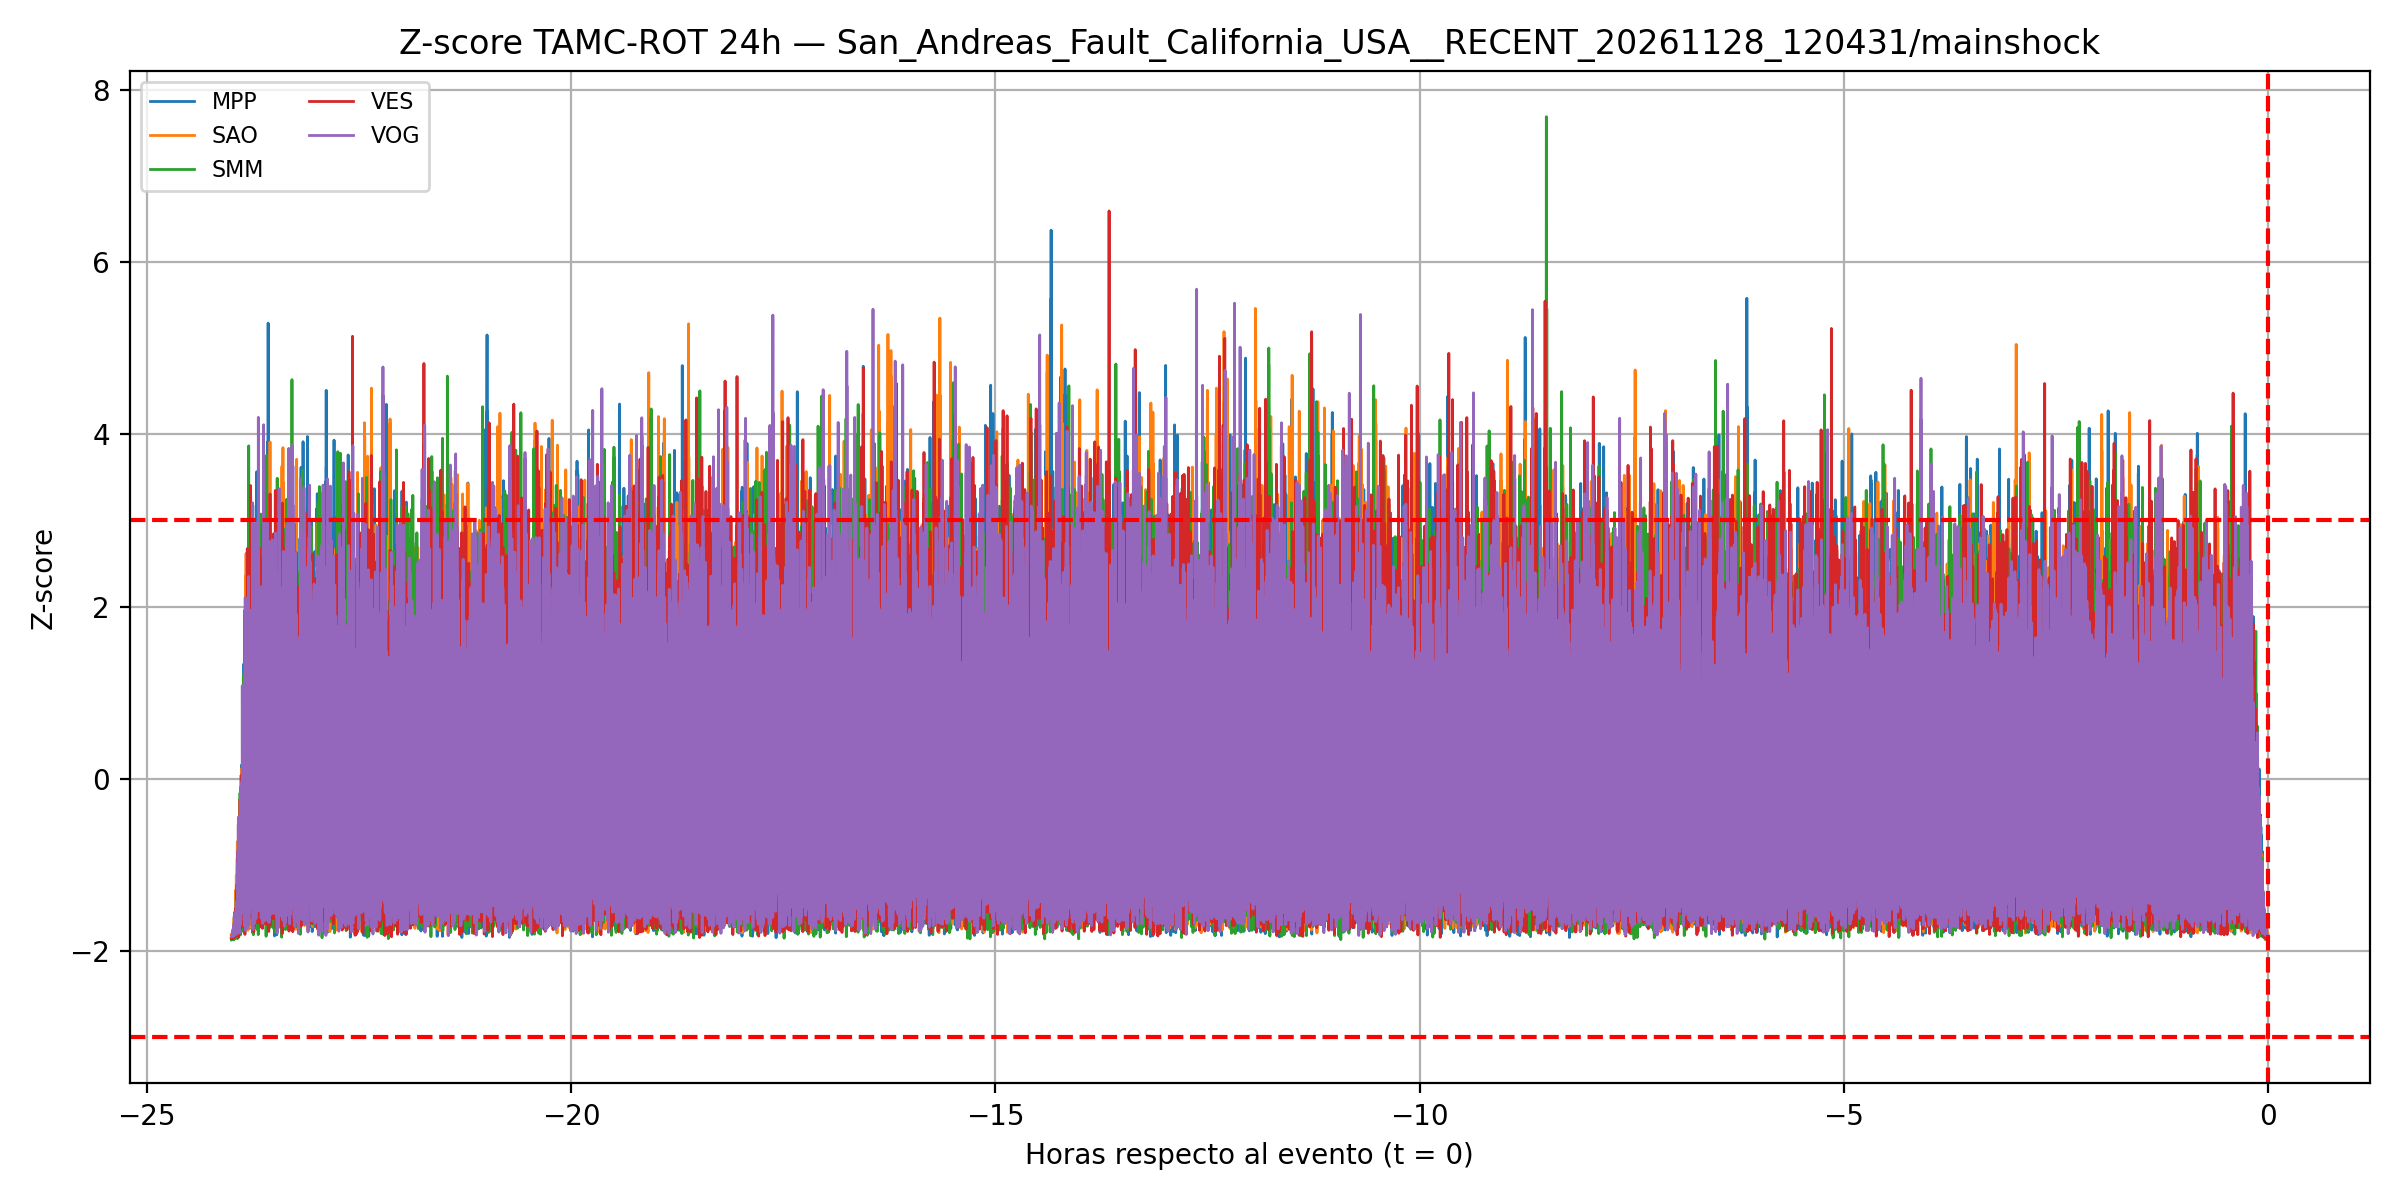 Z-score TAMC-ROT 24h — San_Andreas_Fault_California_USA__RECENT_20261128_120431/mainshock
MPP
SAO
SMM
VES
VOG
8
6
4
2
0
−2
Z-score
−25
−20
−15
−10
−5
0
Horas respecto al evento (t = 0)